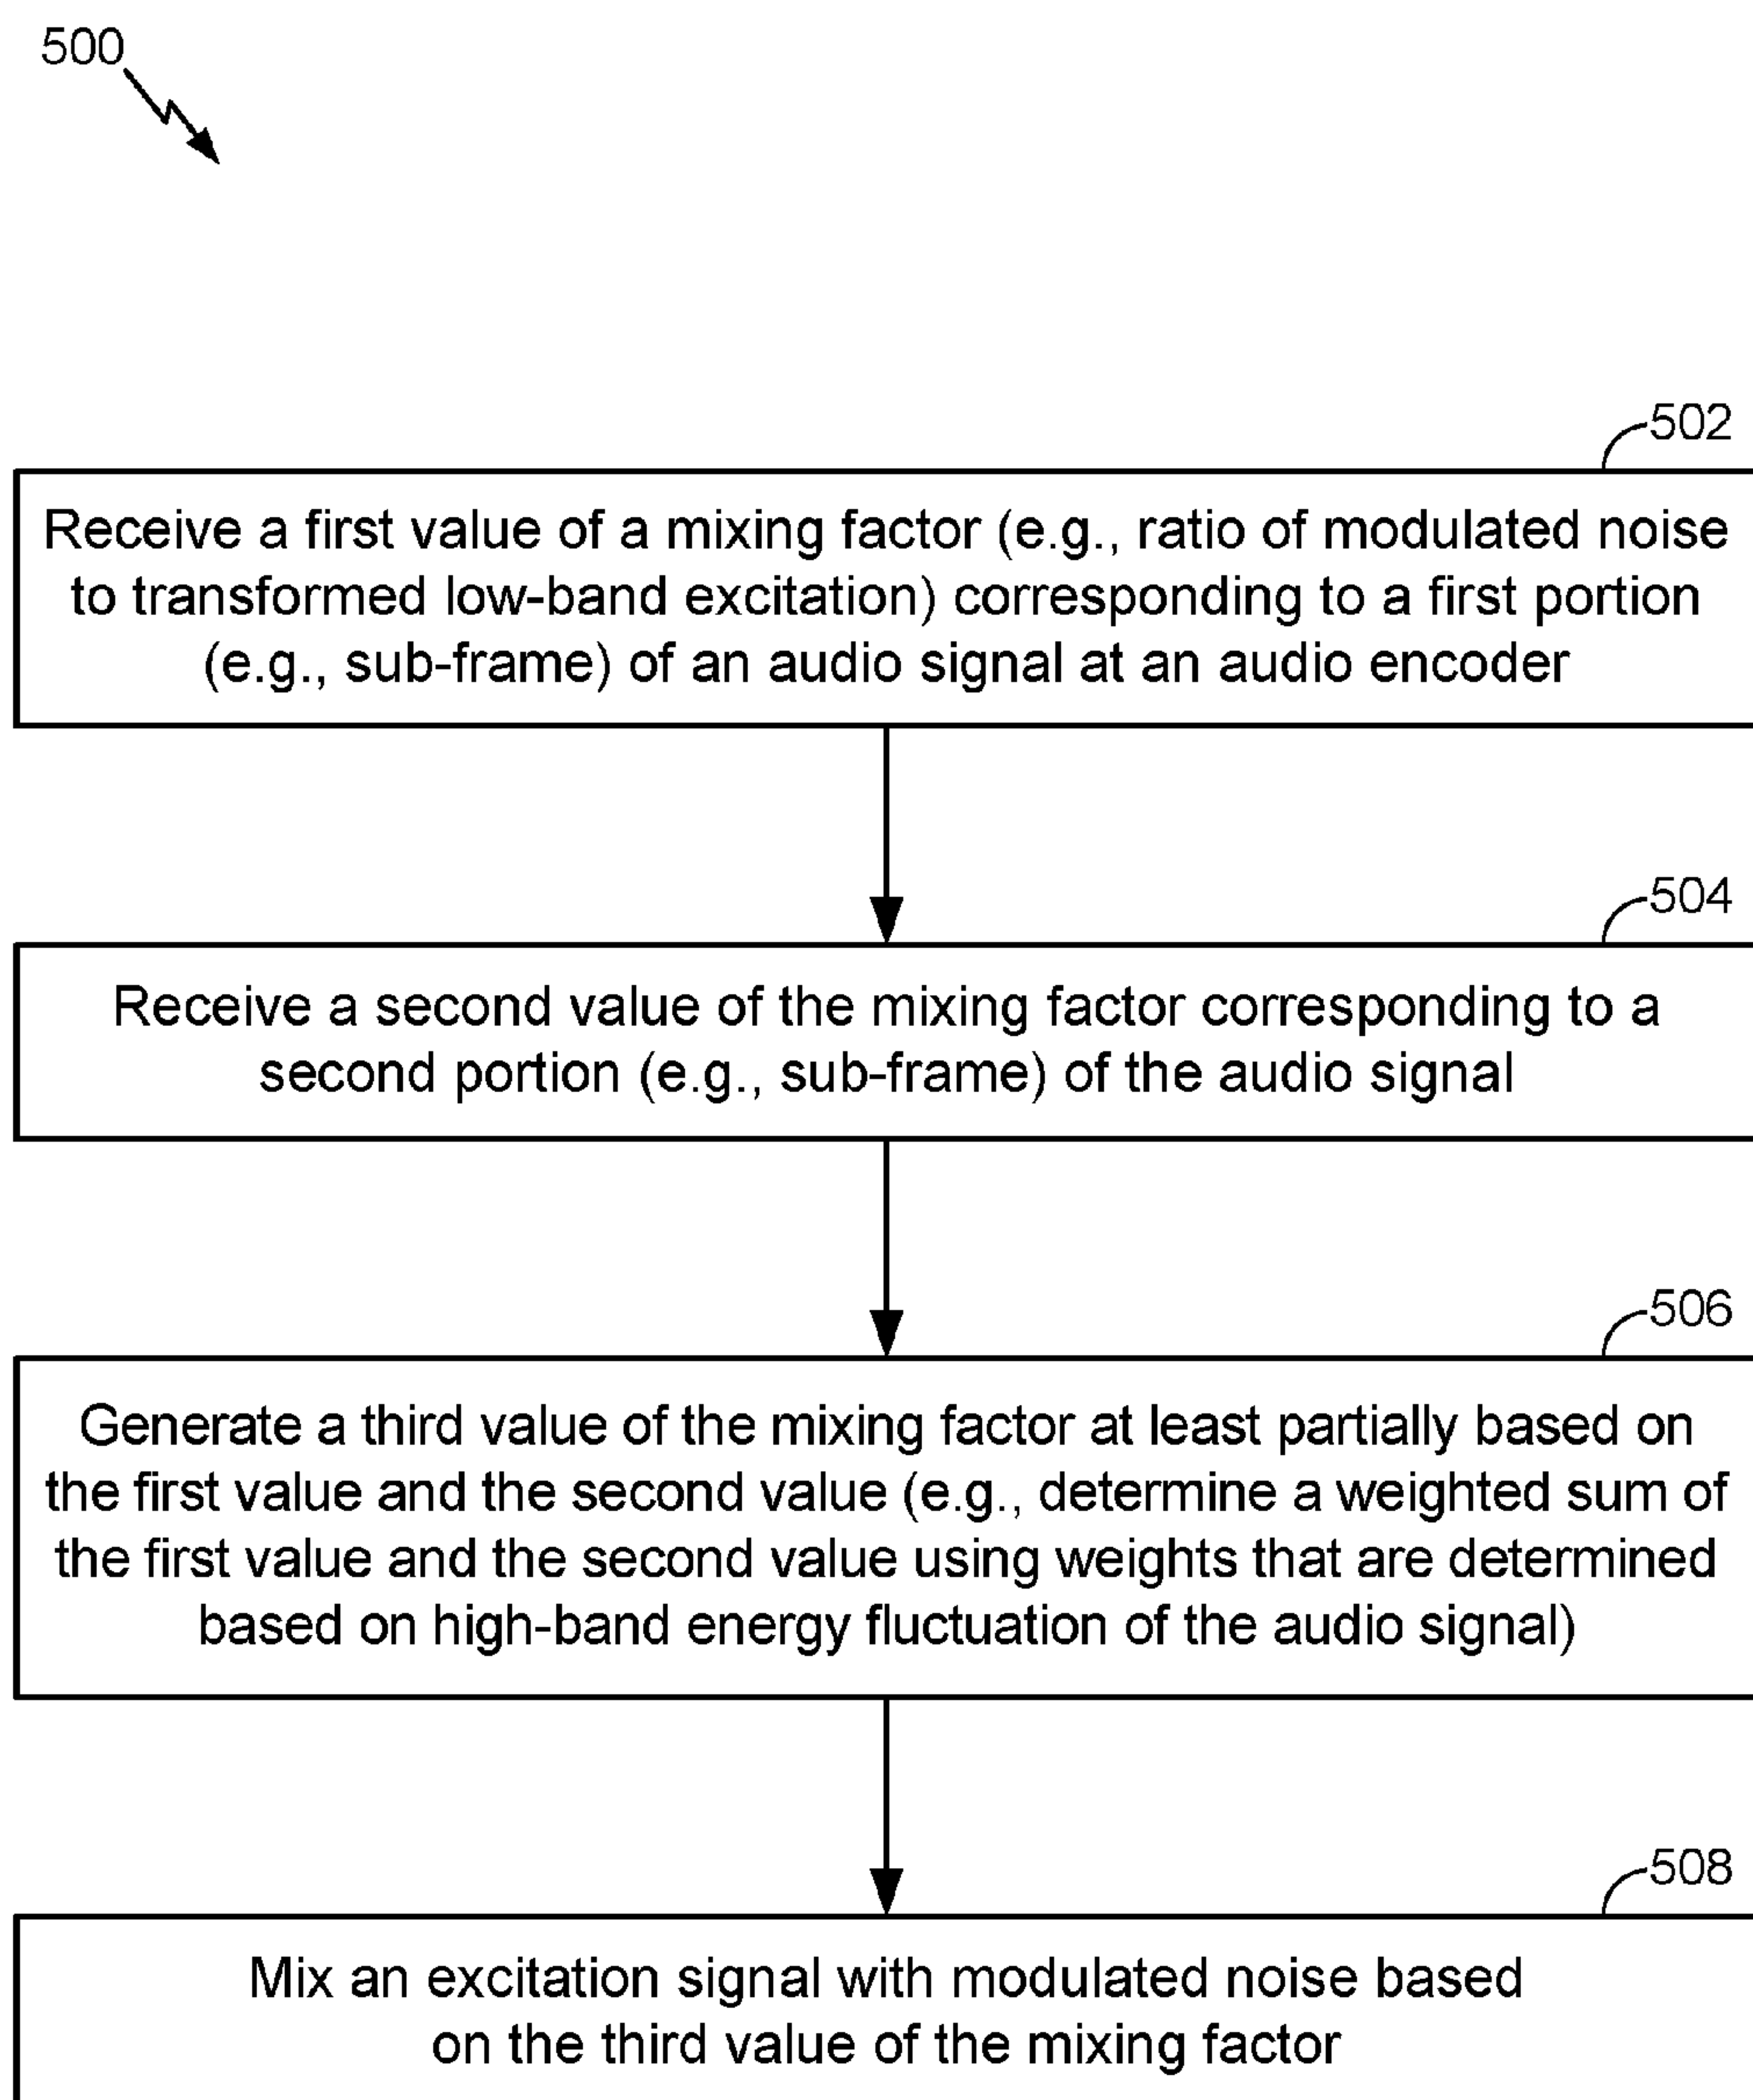 500
502
Receive a first value of a mixing factor (e.g., ratio of modulated noise
to transformed low-band excitation) corresponding to a first portion
(e.g., sub-frame) of an audio signal at an audio encoder
504
Receive a second value of the mixing factor corresponding to a
second portion (e.g., sub-frame) of the audio signal
506
Generate a third value of the mixing factor at least partially based on
the first value and the second value (e.g., determine a weighted sum of
the first value and the second value using weights that are determined
based on high-band energy fluctuation of the audio signal)
508
Mix an excitation signal with modulated noise based
on the third value of the mixing factor